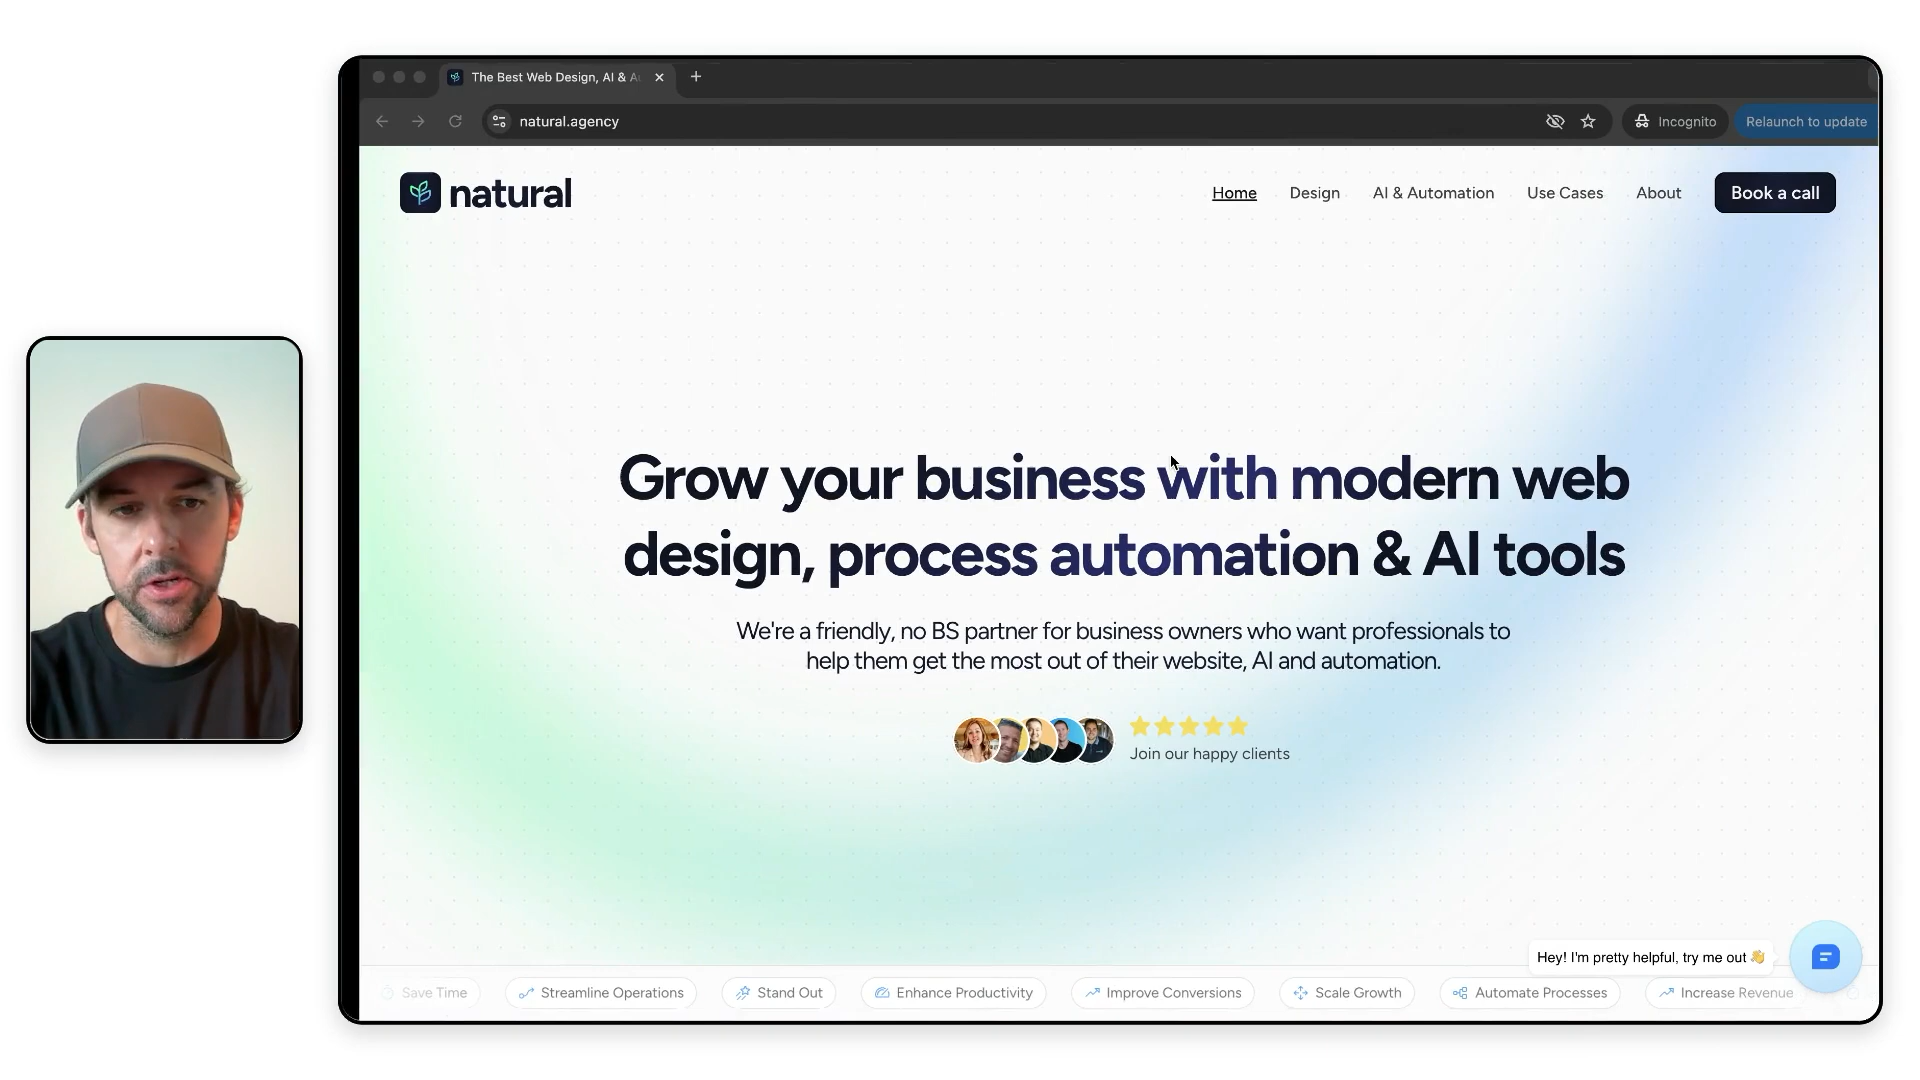 The Best Web Design, AI & Au
natural.agency
Incognito
Relaunch to update
natural
Home
Design
AI & Automation
Use Cases
About
Book a call
Grow your business with modern web
design, process automation & AI tools
We're a friendly, no BS partner for business owners who want professionals to
help them get the most out of their website, AI and automation.
Join our happy clients
Hey! I'm pretty helpful, try me out 👋
Save Time
Streamline Operations
Stand Out
Enhance Productivity
Improve Conversions
Scale Growth
Automate Processes
Increase Revenue